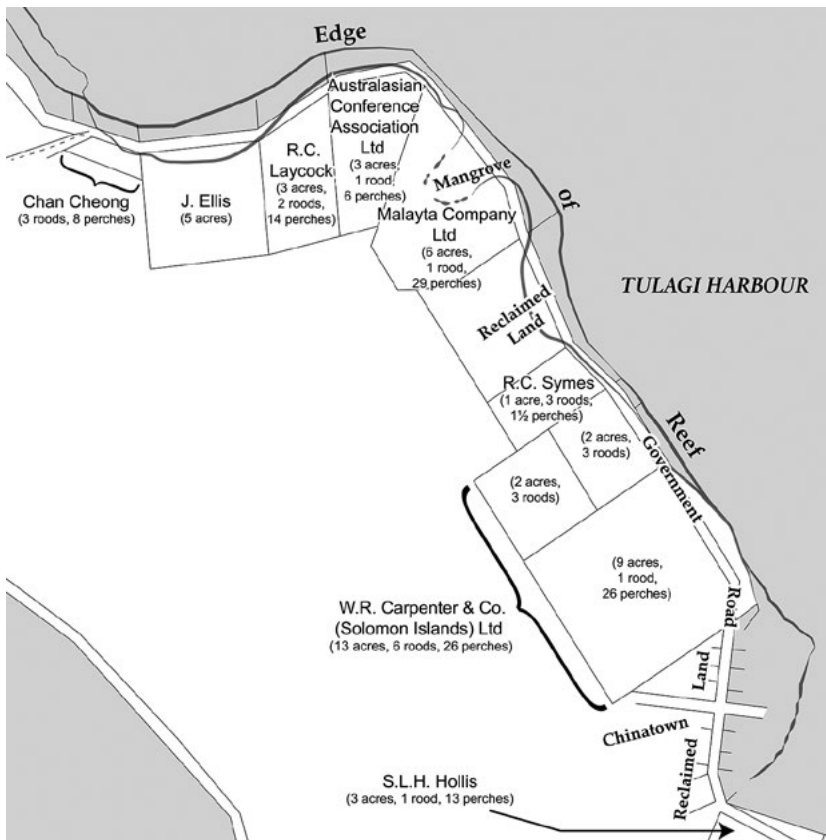 Edge
of
Reef
TULAGI HARBOUR
Chan Cheong
(3 roods, 8 perches)
J. Ellis
(5 acres)
R.C.
Laycock
(3 acres,
2 roods,
14 perches)
Australasian
Conference
Association
Ltd
(3 acres,
1 rood,
6 perches)
Mangrove
Malayta Company
Ltd
(6 acres,
1 rood,
29 perches)
Reclaimed
Land
R.C. Symes
(1 acre, 3 roods,
1½ perches)
(2 acres,
3 roods)
(2 acres,
3 roods)
Government
Road
(9 acres,
1 rood,
26 perches)
W.R. Carpenter & Co.
(Solomon Islands) Ltd
(13 acres, 6 roods, 26 perches)
Land
Chinatown
Reclaimed
S.L.H. Hollis
(3 acres, 1 rood, 13 perches)